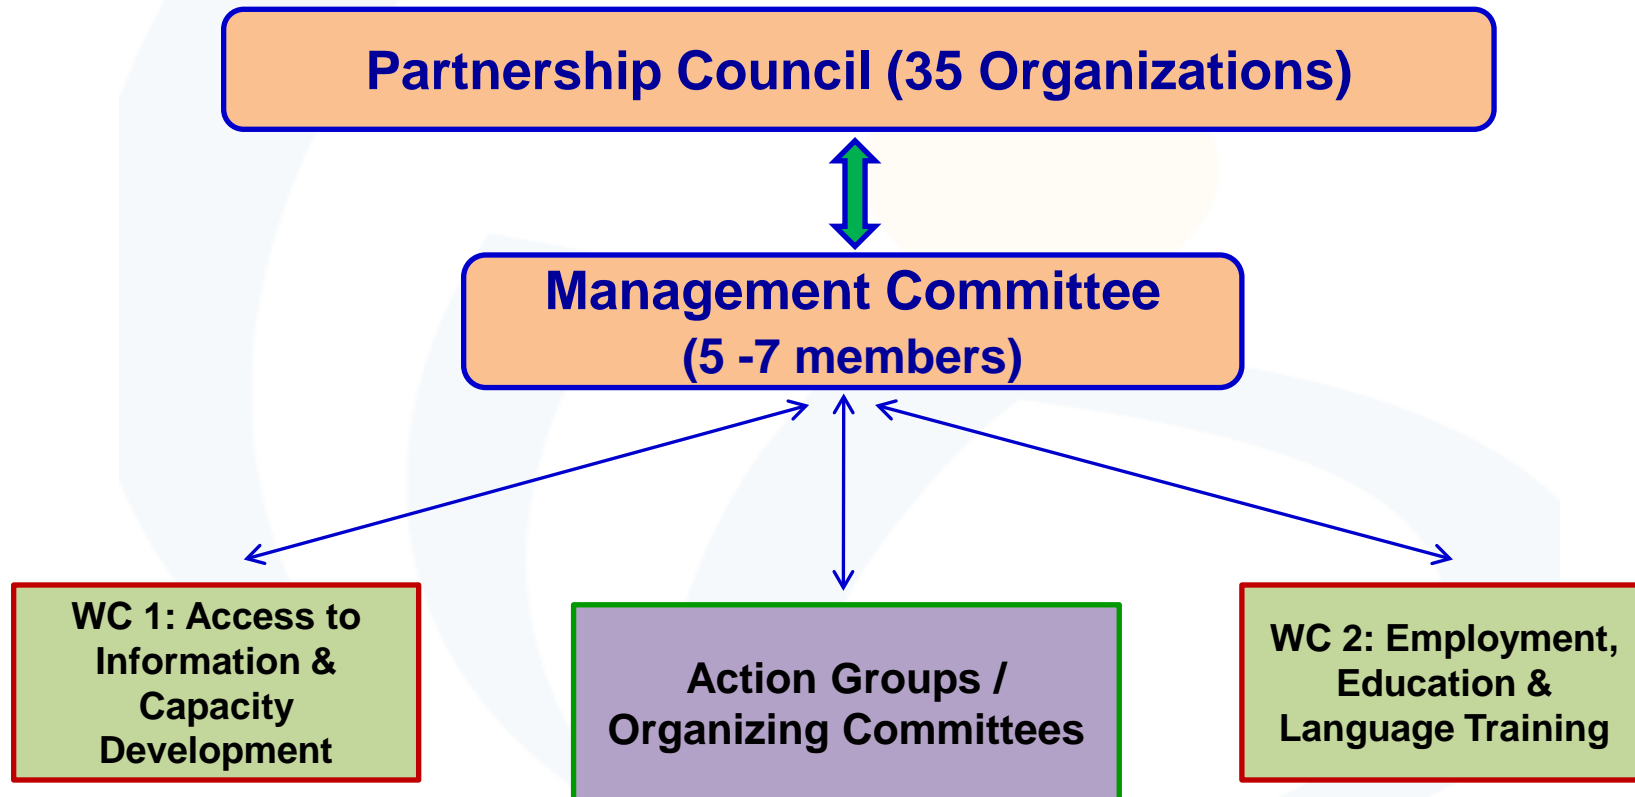 Partnership Council (35 Organizations)
Management Committee
(5 -7 members)
WC 1: Access to
Information &
Capacity
Development
Action Groups /
Organizing Committees
WC 2: Employment,
Education &
Language Training